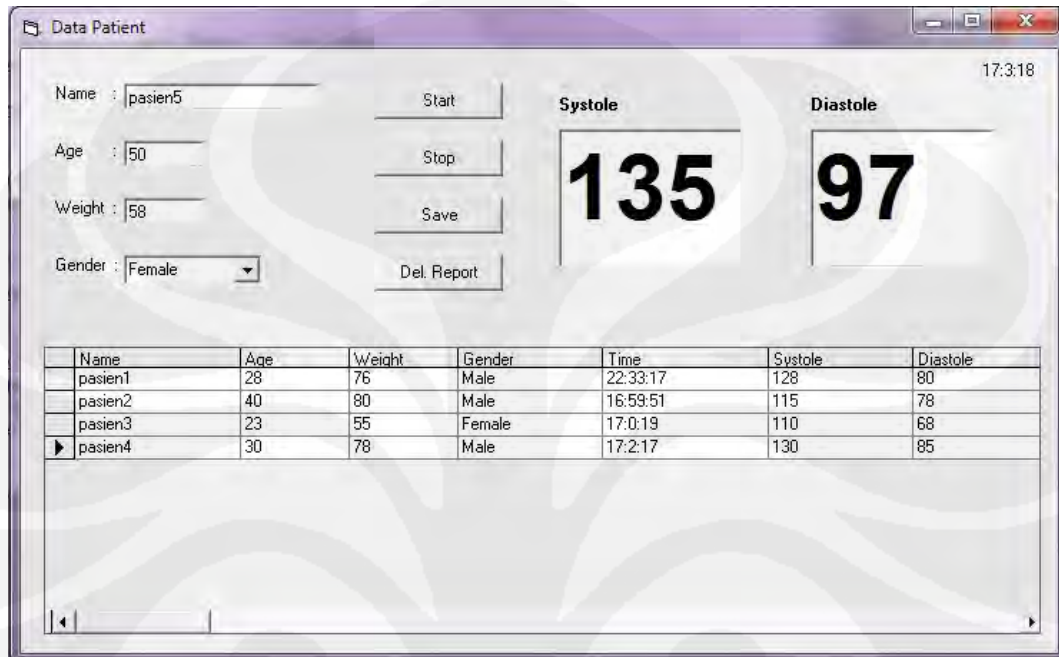 Data Patient
17:3:18
Name : pasien5
Start
Systole
Diastole
Age : 50
Stop
135
97
Weight : 58
Save
Gender : Female
Del. Report
Name Age Weight Gender Time Systole Diastole
pasien1 28 76 Male 22:33:17 128 80
pasien2 40 80 Male 16:59:51 115 78
pasien3 23 55 Female 17:0:19 110 68
pasien4 30 78 Male 17:2:17 130 85